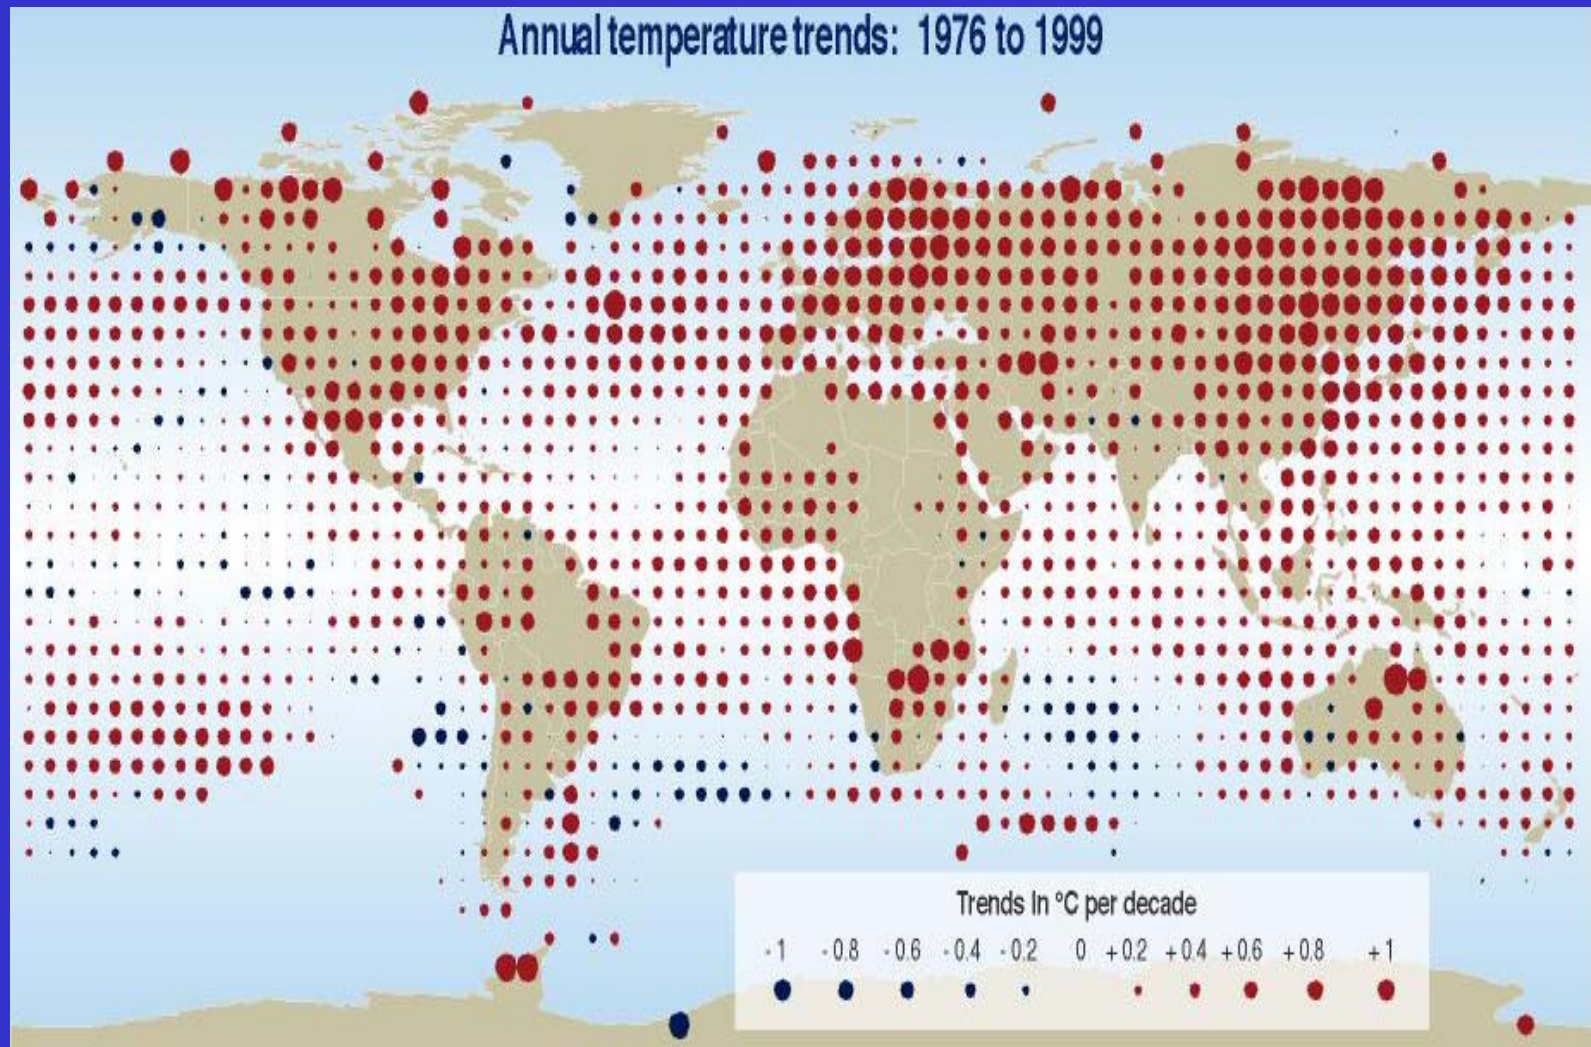 Annual temperature trends: 1976 to 1999
Trends in °C per decade
- 1 - 0.8 - 0.6 - 0.4 - 0.2 0 + 0.2 + 0.4 + 0.6 + 0.8 + 1